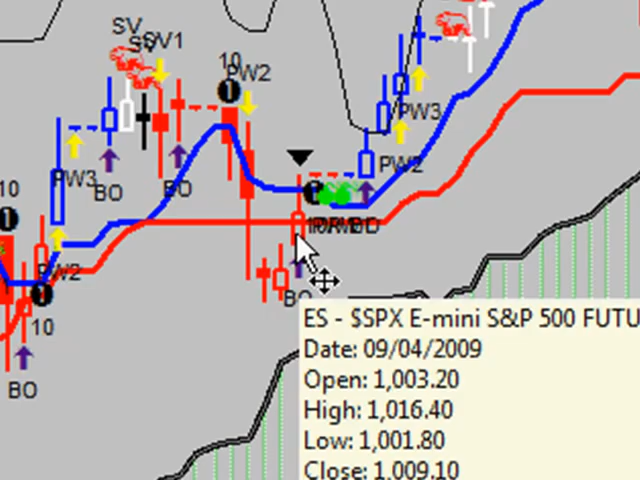 SV
SV
SV1
10
PW2
PW3
PW3
BO
BO
PW2
10
BO
PW2
BO
10
BO
ES - $SPX E-mini S&P 500 FUTU
Date: 09/04/2009
Open: 1,003.20
High: 1,016.40
Low: 1,001.80
Close: 1,009.10